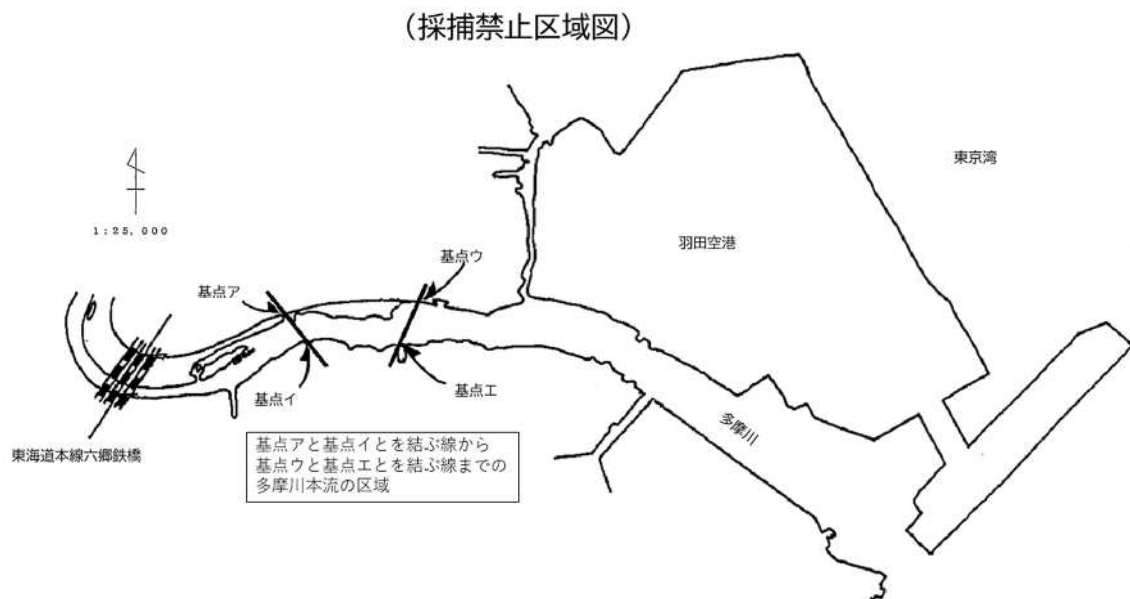 （採捕禁止区域図）
東京湾
1:25,000
羽田空港
基点ウ
基点ア
基点イ
基点エ
多摩川
東海道本線六郷鉄橋
基点アと基点イとを結ぶ線から
基点ウと基点エとを結ぶ線までの
多摩川本流の区域